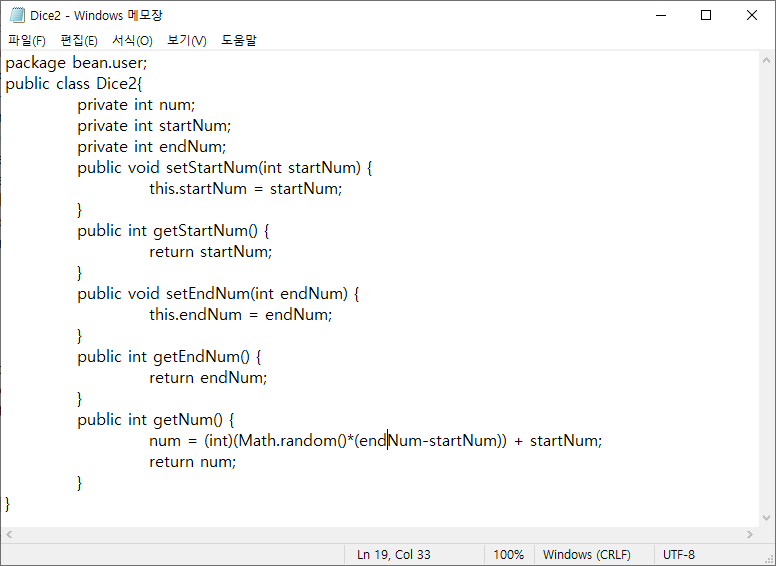 Dice2 - Windows 메모장
파일(F) 편집(E) 서식(O) 보기(V) 도움말
package bean.user;
public class Dice2{
private int num;
private int startNum;
private int endNum;
public void setStartNum(int startNum) {
this.startNum = startNum;
}
public int getStartNum() {
return startNum;
}
public void setEndNum(int endNum) {
this.endNum = endNum;
}
public int getEndNum() {
return endNum;
}
public int getNum() {
num = (int)(Math.random()*(endNum-startNum)) + startNum;
return num;
}
}
Ln 19, Col 33 100% Windows (CRLF) UTF-8